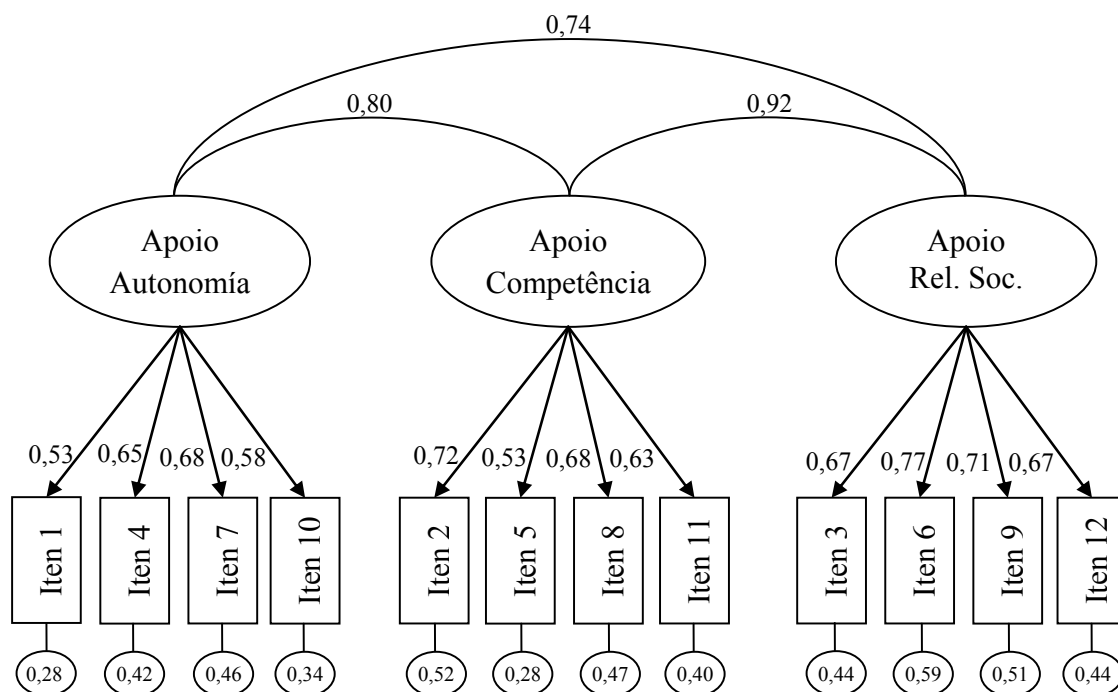 0,74
0,80
0,92
Apoio
Autonomía
Apoio
Competência
Apoio
Rel. Soc.
0,53
0,65
0,68
0,58
0,72
0,53
0,68
0,63
0,67
0,77
0,71
0,67
Iten 1
Iten 4
Iten 7
Iten 10
Iten 2
Iten 5
Iten 8
Iten 11
Iten 3
Iten 6
Iten 9
Iten 12
0,28
0,42
0,46
0,34
0,52
0,28
0,47
0,40
0,44
0,59
0,51
0,44